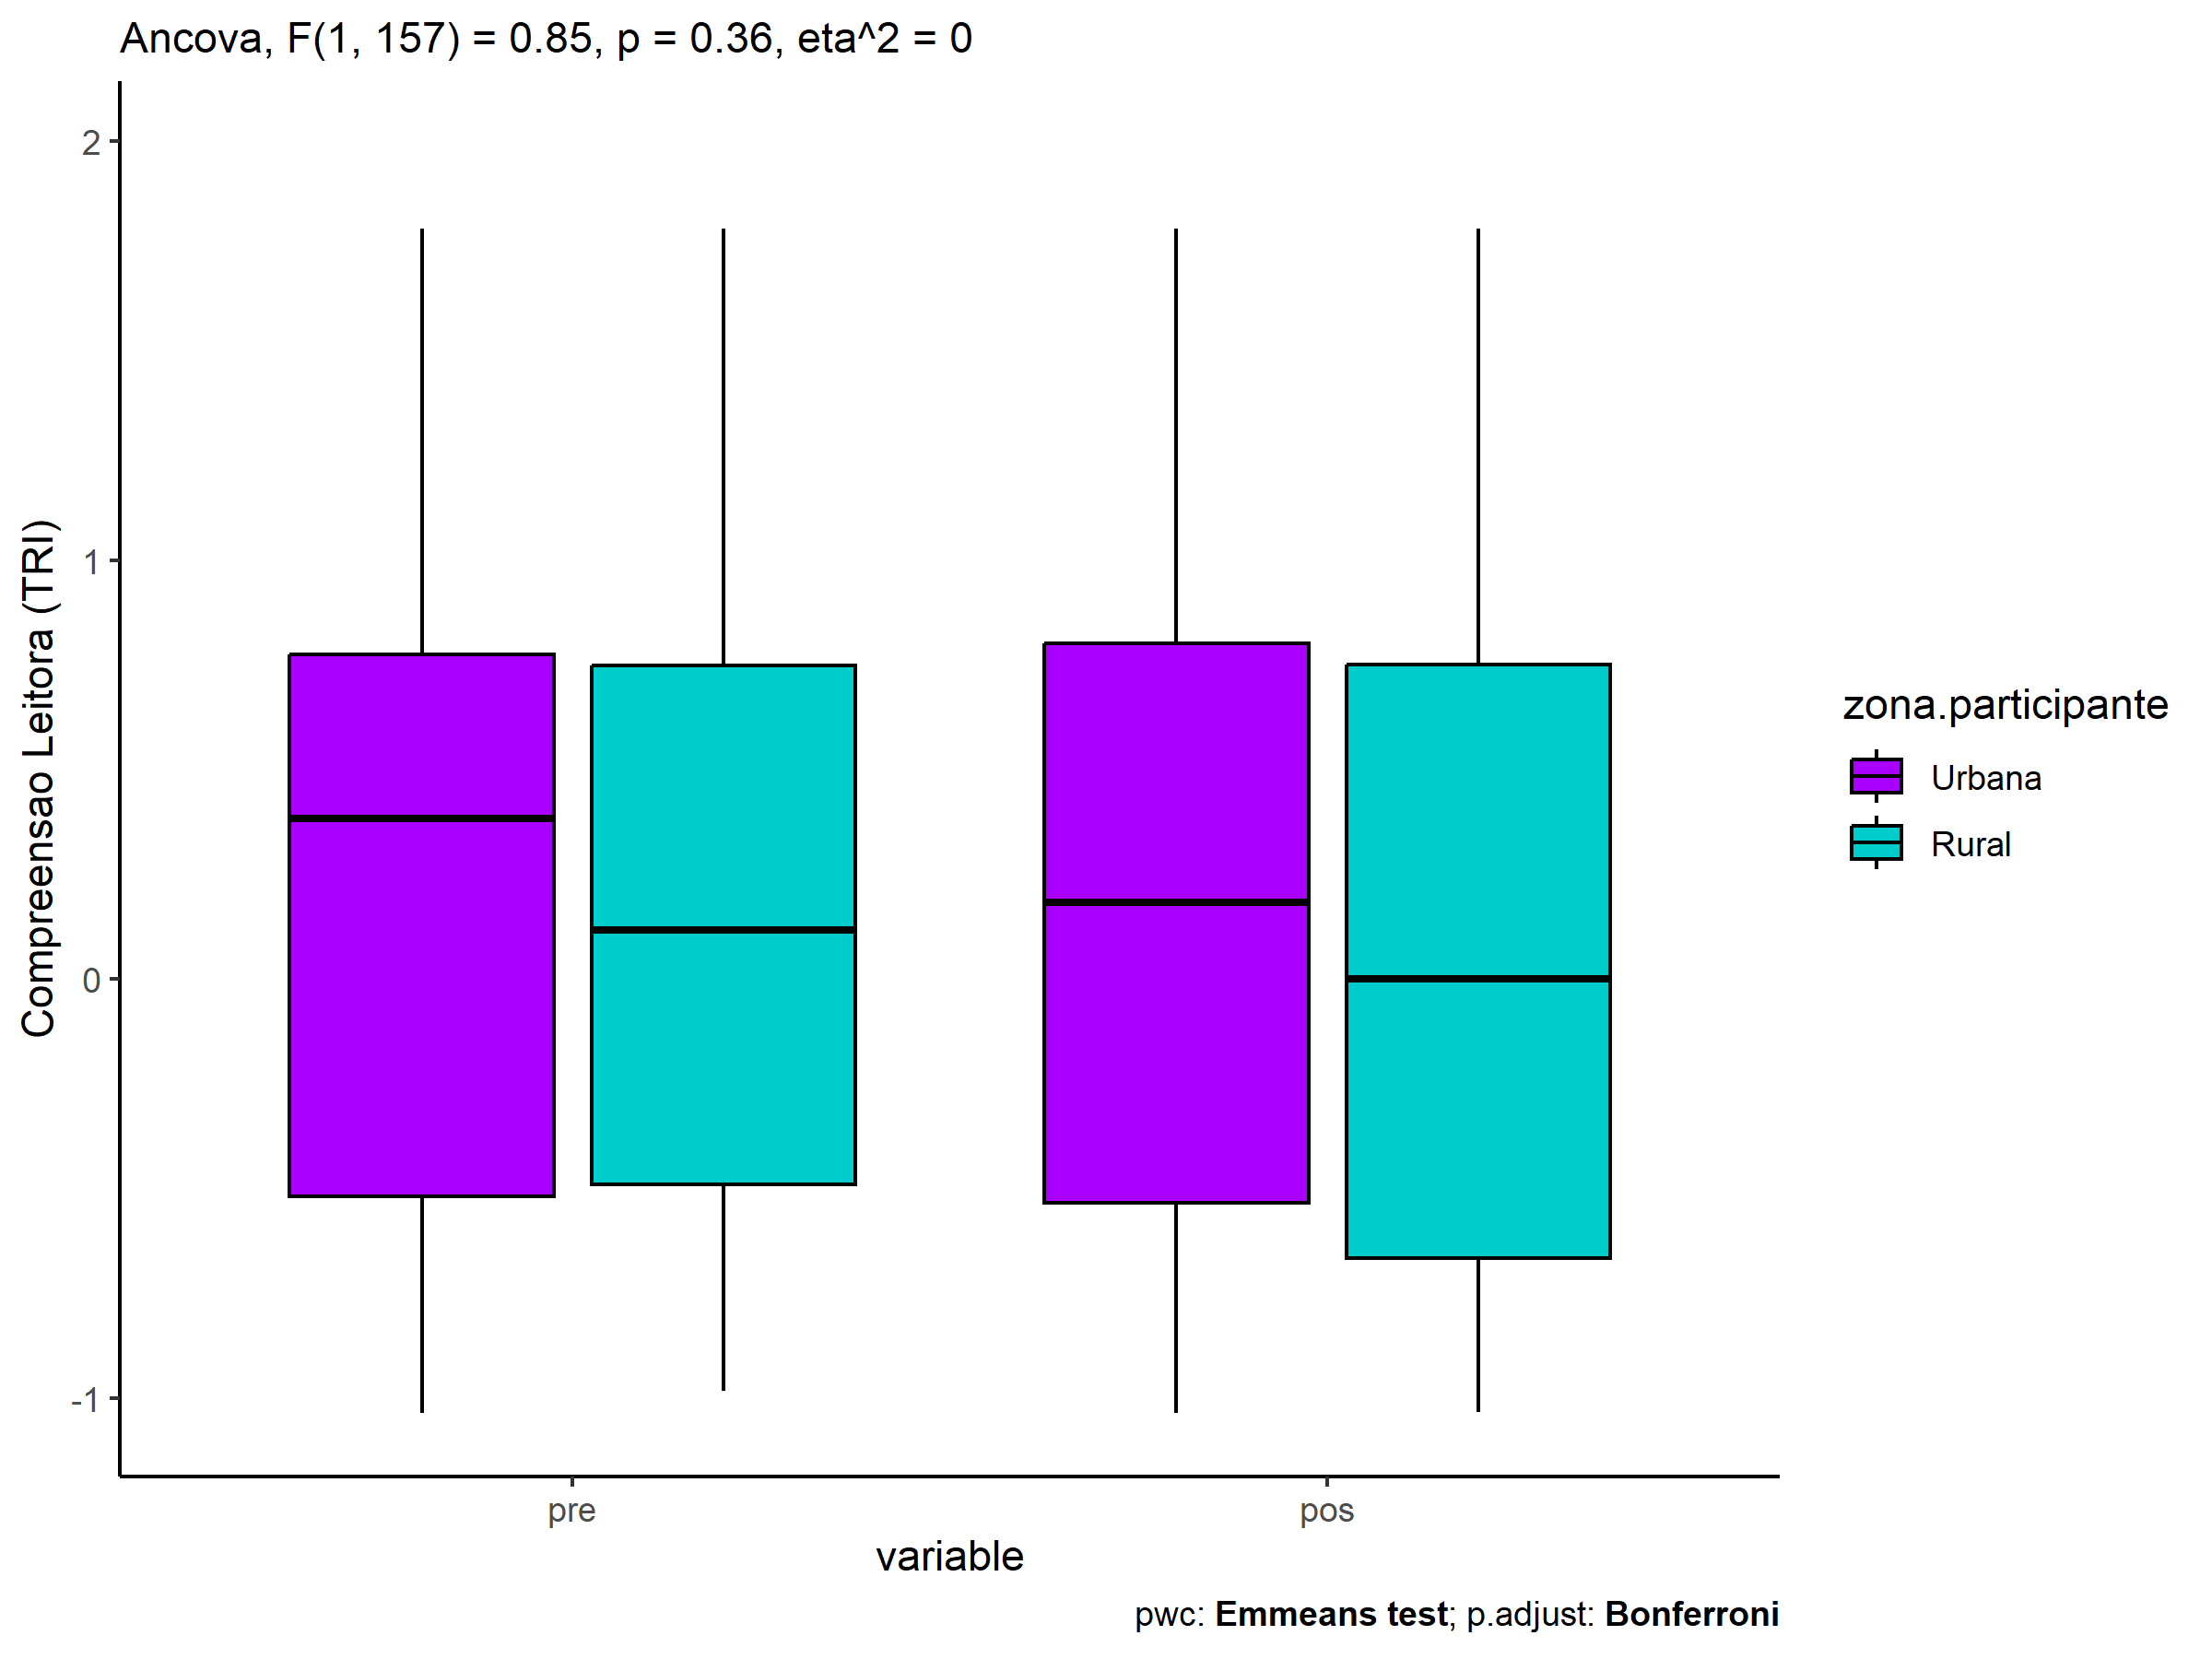 Ancova, F(1, 157) = 0.85, p = 0.36, eta^2 = 0
Compreensao Leitora (TRI)
2
1
0
-1
pre
pos
variable
zona.participante
Urbana
Rural
pwc: Emmeans test; p.adjust: Bonferroni